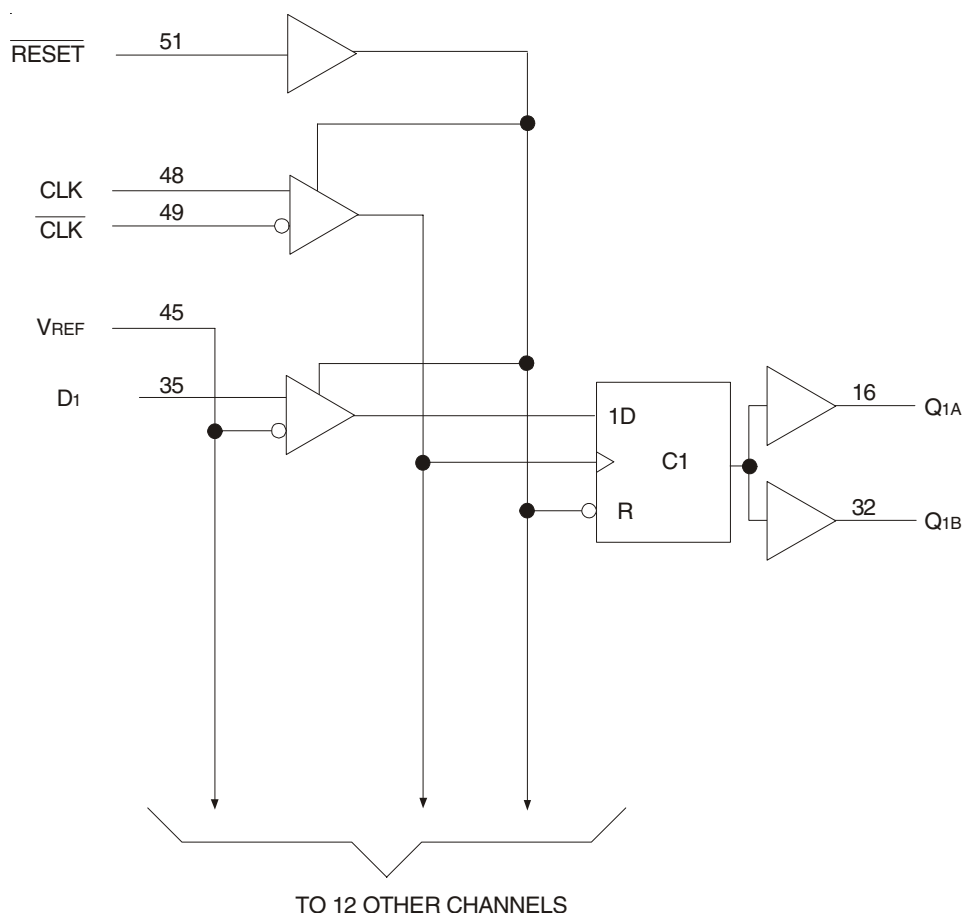 RESET 51
CLK 48
CLK 49
VREF 45
D1 35
1D
C1
R
16 Q1A
32 Q1B
TO 12 OTHER CHANNELS